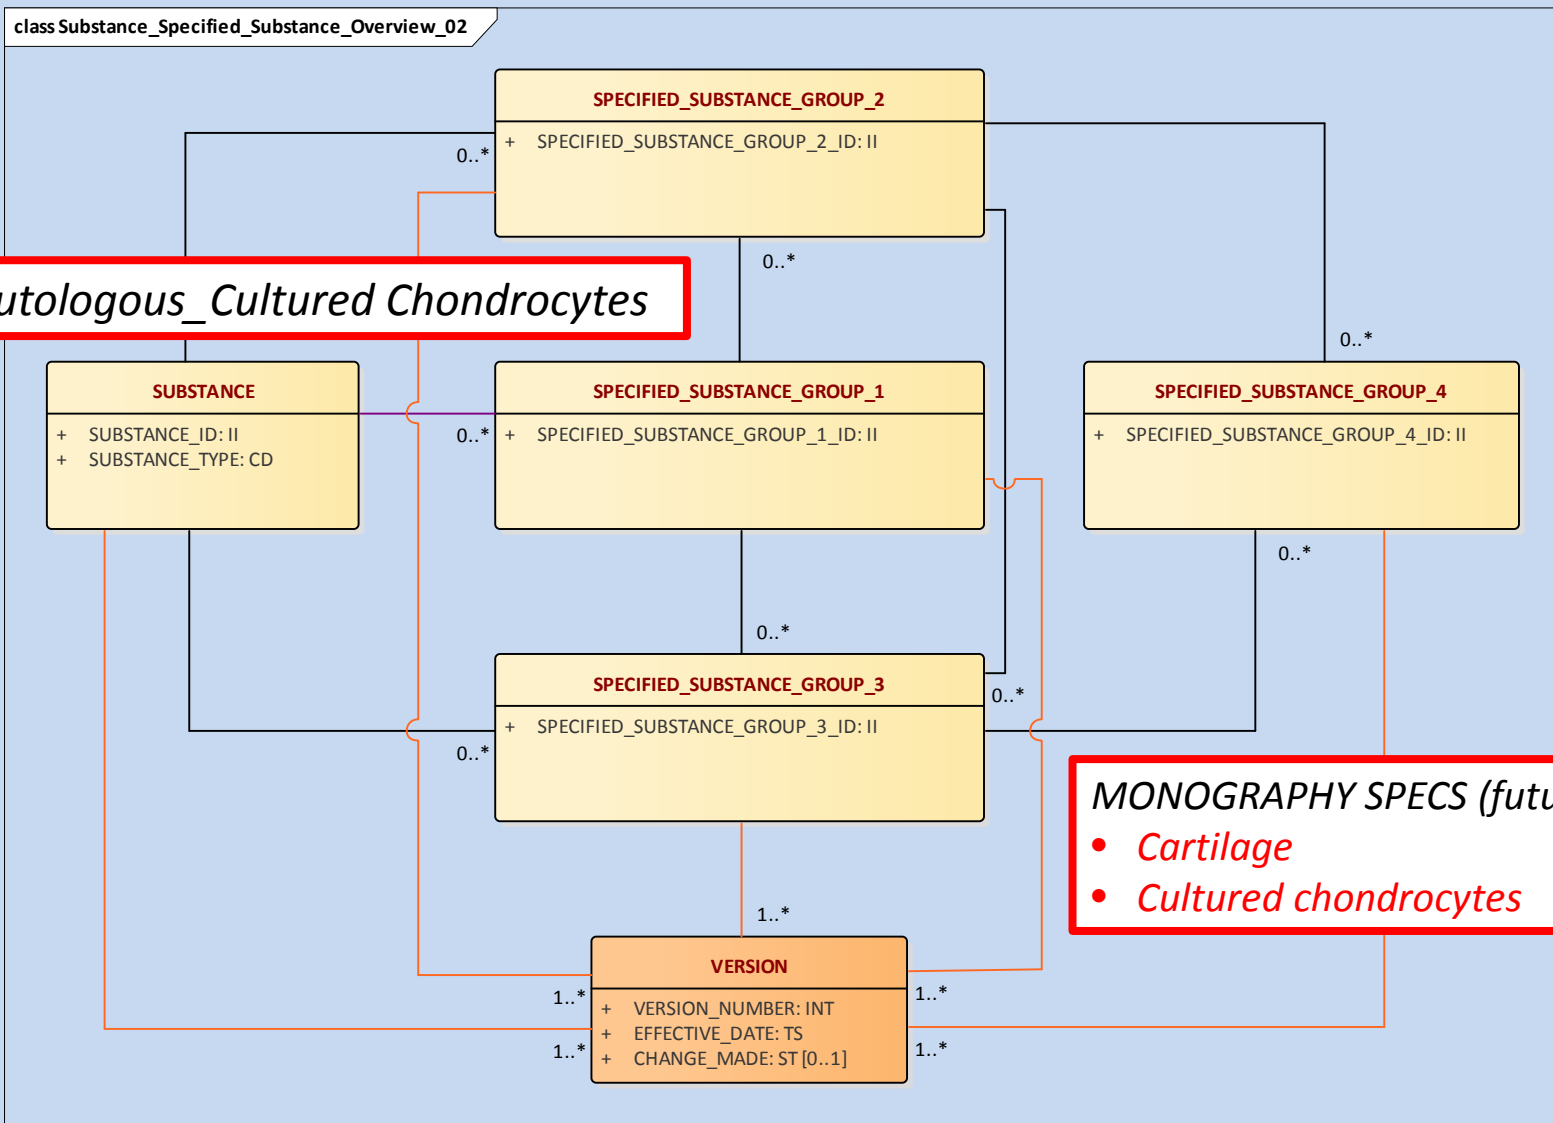 class Substance_Specified_Substance_Overview_02
SPECIFIED_SUBSTANCE_GROUP_2
+ SPECIFIED_SUBSTANCE_GROUP_2_ID: II
0..*
0..*
utologous_Cultured Chondrocytes
0..*
SUBSTANCE
+ SUBSTANCE_ID: II
+ SUBSTANCE_TYPE: CD
SPECIFIED_SUBSTANCE_GROUP_1
0..*
+ SPECIFIED_SUBSTANCE_GROUP_1_ID: II
SPECIFIED_SUBSTANCE_GROUP_4
+ SPECIFIED_SUBSTANCE_GROUP_4_ID: II
0..*
0..*
SPECIFIED_SUBSTANCE_GROUP_3
0..*
+ SPECIFIED_SUBSTANCE_GROUP_3_ID: II
0..*
MONOGRAPHY SPECS (futu
• Cartilage
• Cultured chondrocytes
1..*
VERSION
1..*
1..*
+ VERSION_NUMBER: INT
+ EFFECTIVE_DATE: TS
+ CHANGE_MADE: ST [0..1]
1..*
1..*